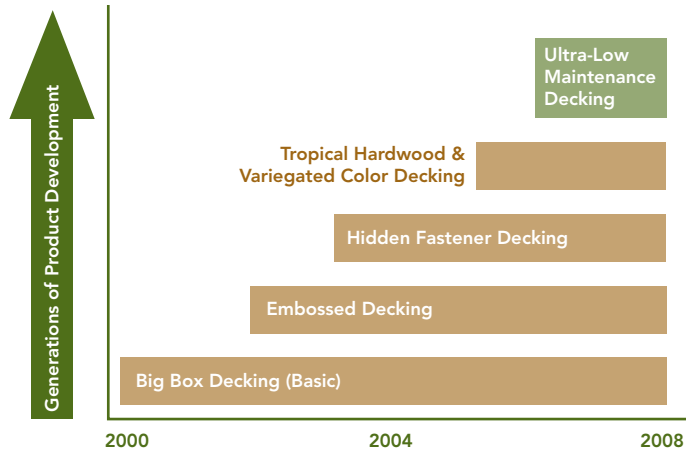 Generations of Product Development
Ultra-Low
Maintenance
Decking
Tropical Hardwood &
Variegated Color Decking
Hidden Fastener Decking
Embossed Decking
Big Box Decking (Basic)
2000
2004
2008